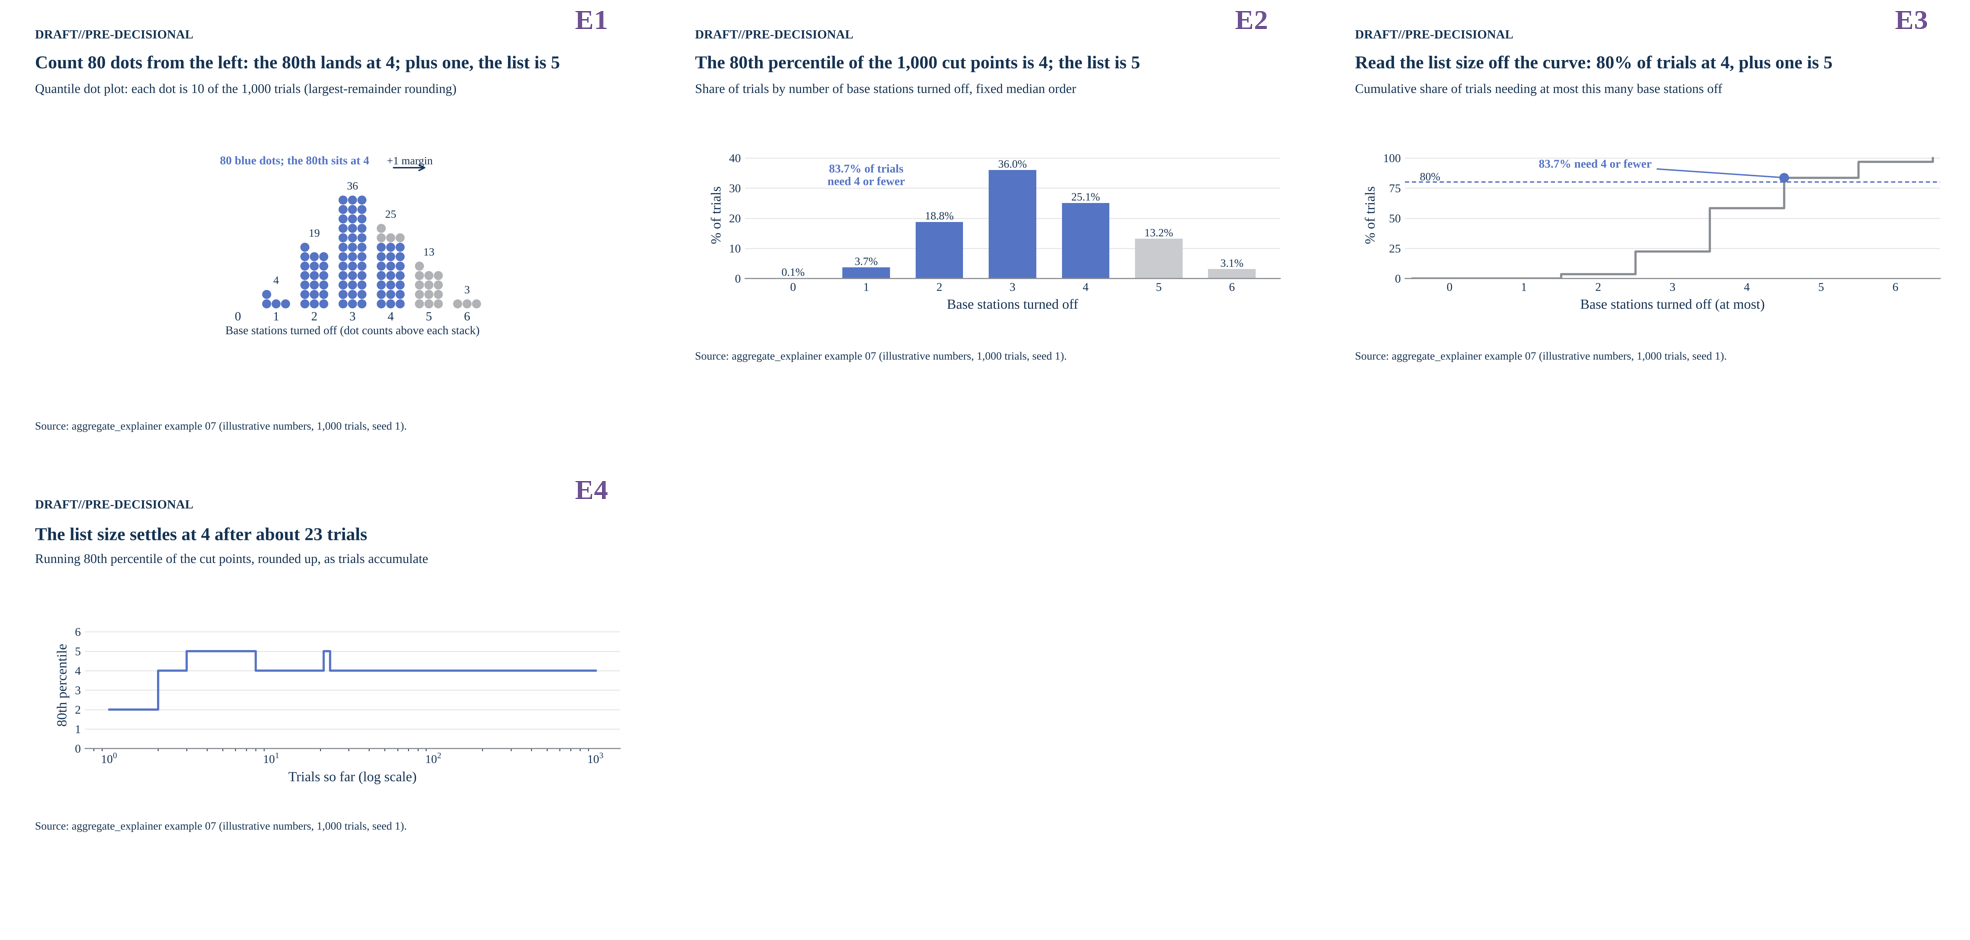 E1
DRAFT//PRE-DECISIONAL
Count 80 dots from the left: the 80th lands at 4; plus one, the list is 5
Quantile dot plot: each dot is 10 of the 1,000 trials (largest-remainder rounding)
80 blue dots; the 80th sits at 4
+1 margin
36
25
19
13
4
3
0 1 2 3 4 5 6
Base stations turned off (dot counts above each stack)
Source: aggregate_explainer example 07 (illustrative numbers, 1,000 trials, seed 1).
E2
DRAFT//PRE-DECISIONAL
The 80th percentile of the 1,000 cut points is 4; the list is 5
Share of trials by number of base stations turned off, fixed median order
% of trials
40
30
20
10
0
83.7% of trials
need 4 or fewer
0.1%
3.7%
18.8%
36.0%
25.1%
13.2%
3.1%
0 1 2 3 4 5 6
Base stations turned off
Source: aggregate_explainer example 07 (illustrative numbers, 1,000 trials, seed 1).
E3
DRAFT//PRE-DECISIONAL
Read the list size off the curve: 80% of trials at 4, plus one is 5
Cumulative share of trials needing at most this many base stations off
% of trials
100
75
50
25
0
80%
83.7% need 4 or fewer
0 1 2 3 4 5 6
Base stations turned off (at most)
Source: aggregate_explainer example 07 (illustrative numbers, 1,000 trials, seed 1).
E4
DRAFT//PRE-DECISIONAL
The list size settles at 4 after about 23 trials
Running 80th percentile of the cut points, rounded up, as trials accumulate
80th percentile
6
5
4
3
2
1
0
10⁰ 10¹ 10² 10³
Trials so far (log scale)
Source: aggregate_explainer example 07 (illustrative numbers, 1,000 trials, seed 1).